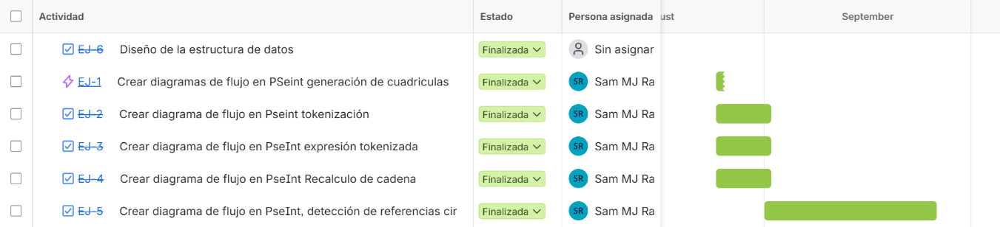 Actividad Estado Persona asignada ust September
EJ-6 Diseño de la estructura de datos Finalizada Sin asignar
EJ-1 Crear diagramas de flujo en PSeint generación de cuadriculas Finalizada SR Sam MJ Ra
EJ-2 Crear diagrama de flujo en Pseint tokenización Finalizada SR Sam MJ Ra
EJ-3 Crear diagrama de flujo en PseInt expresión tokenizada Finalizada SR Sam MJ Ra
EJ-4 Crear diagrama de flujo en PseInt Recalculo de cadena Finalizada SR Sam MJ Ra
EJ-5 Crear diagrama de flujo en PseInt, detección de referencias cir Finalizada SR Sam MJ Ra